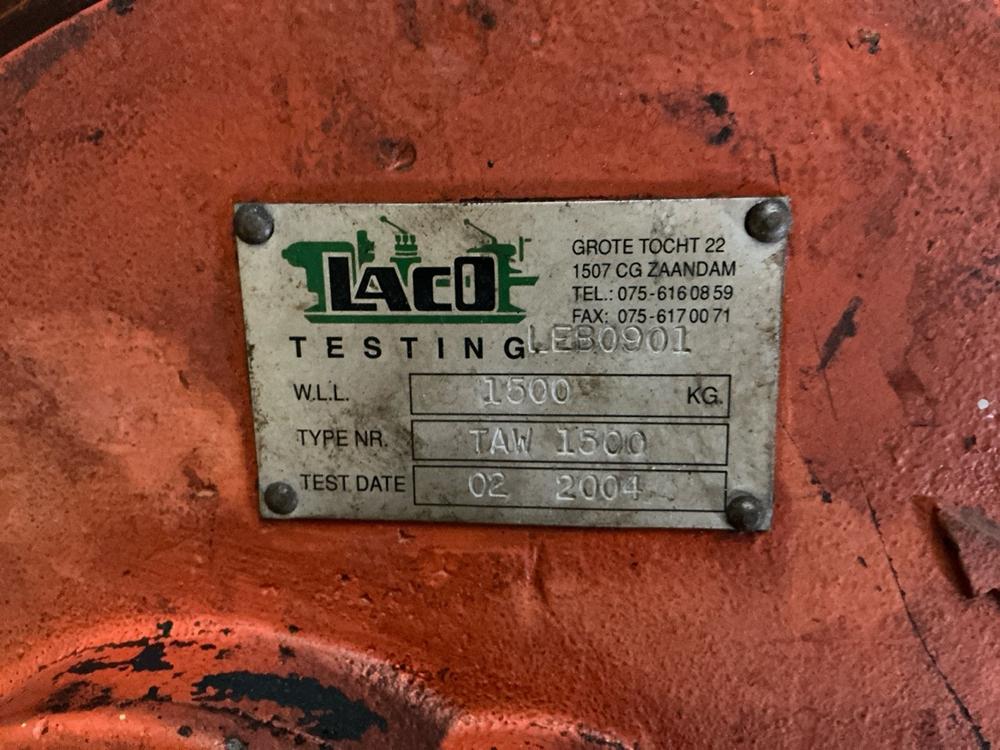 LACO
GROTE TOCHT 22
1507 CG ZAANDAM
TEL.: 075-616 08 59
FAX: 075-617 00 71
TESTING LEB0901
W.L.L. 1500 KG.
TYPE NR. TAW 1500
TEST DATE 02 2004